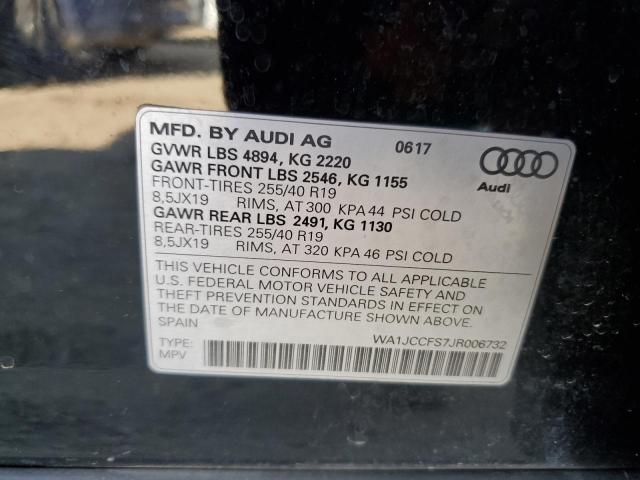 MFD. BY AUDI AG 0617
GVWR LBS 4894, KG 2220
GAWR FRONT LBS 2546, KG 1155
FRONT-TIRES 255/40 R19
8,5JX19 RIMS, AT 300 KPA 44 PSI COLD
GAWR REAR LBS 2491, KG 1130
REAR-TIRES 255/40 R19
8,5JX19 RIMS, AT 320 KPA 46 PSI COLD
Audi
THIS VEHICLE CONFORMS TO ALL APPLICABLE
U.S. FEDERAL MOTOR VEHICLE SAFETY AND
THEFT PREVENTION STANDARDS IN EFFECT ON
THE DATE OF MANUFACTURE SHOWN ABOVE.
SPAIN
TYPE: WA1JCCFS7JR006732
MPV